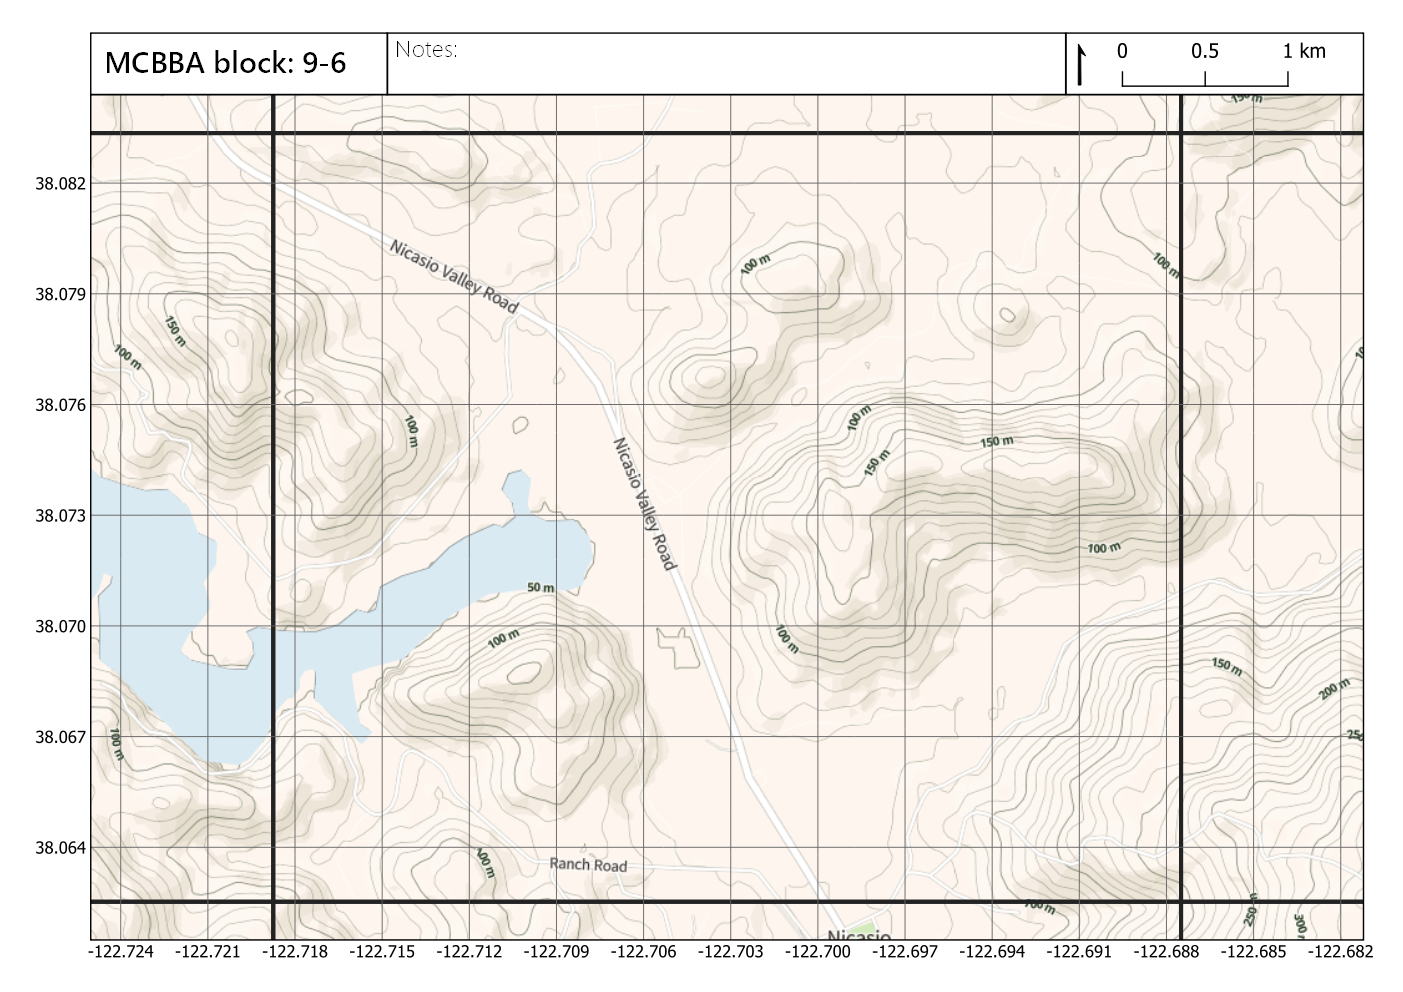 MCBBA block: 9-6
Notes:
0 0.5 1 km
150 m
38.082
Nicasio Valley Road
100 m
100 m
38.079
150 m
100 m
38.076
100 m
100 m
150 m
150 m
Nicasio Valley Road
38.073
100 m
50 m
38.070
100 m
100 m
150 m
200 m
38.067
100 m
38.064
100 m
Ranch Road
100 m
250 m
300 m
Nicasio
-122.724 -122.721 -122.718 -122.715 -122.712 -122.709 -122.706 -122.703 -122.700 -122.697 -122.694 -122.691 -122.688 -122.685 -122.682